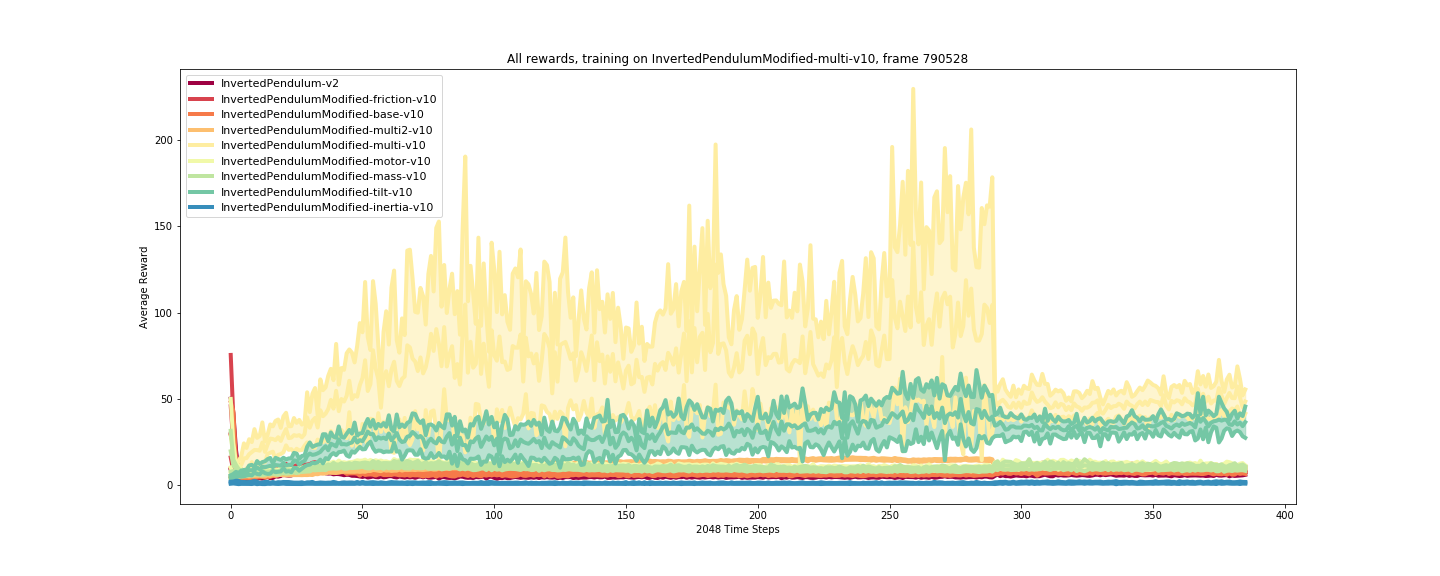 All rewards, training on InvertedPendulumModified-multi-v10, frame 790528
InvertedPendulum-v2
InvertedPendulumModified-friction-v10
InvertedPendulumModified-base-v10
InvertedPendulumModified-multi2-v10
InvertedPendulumModified-multi-v10
InvertedPendulumModified-motor-v10
InvertedPendulumModified-mass-v10
InvertedPendulumModified-tilt-v10
InvertedPendulumModified-inertia-v10
Average Reward
200
150
100
50
0
0 50 100 150 200 250 300 350 400
2048 Time Steps